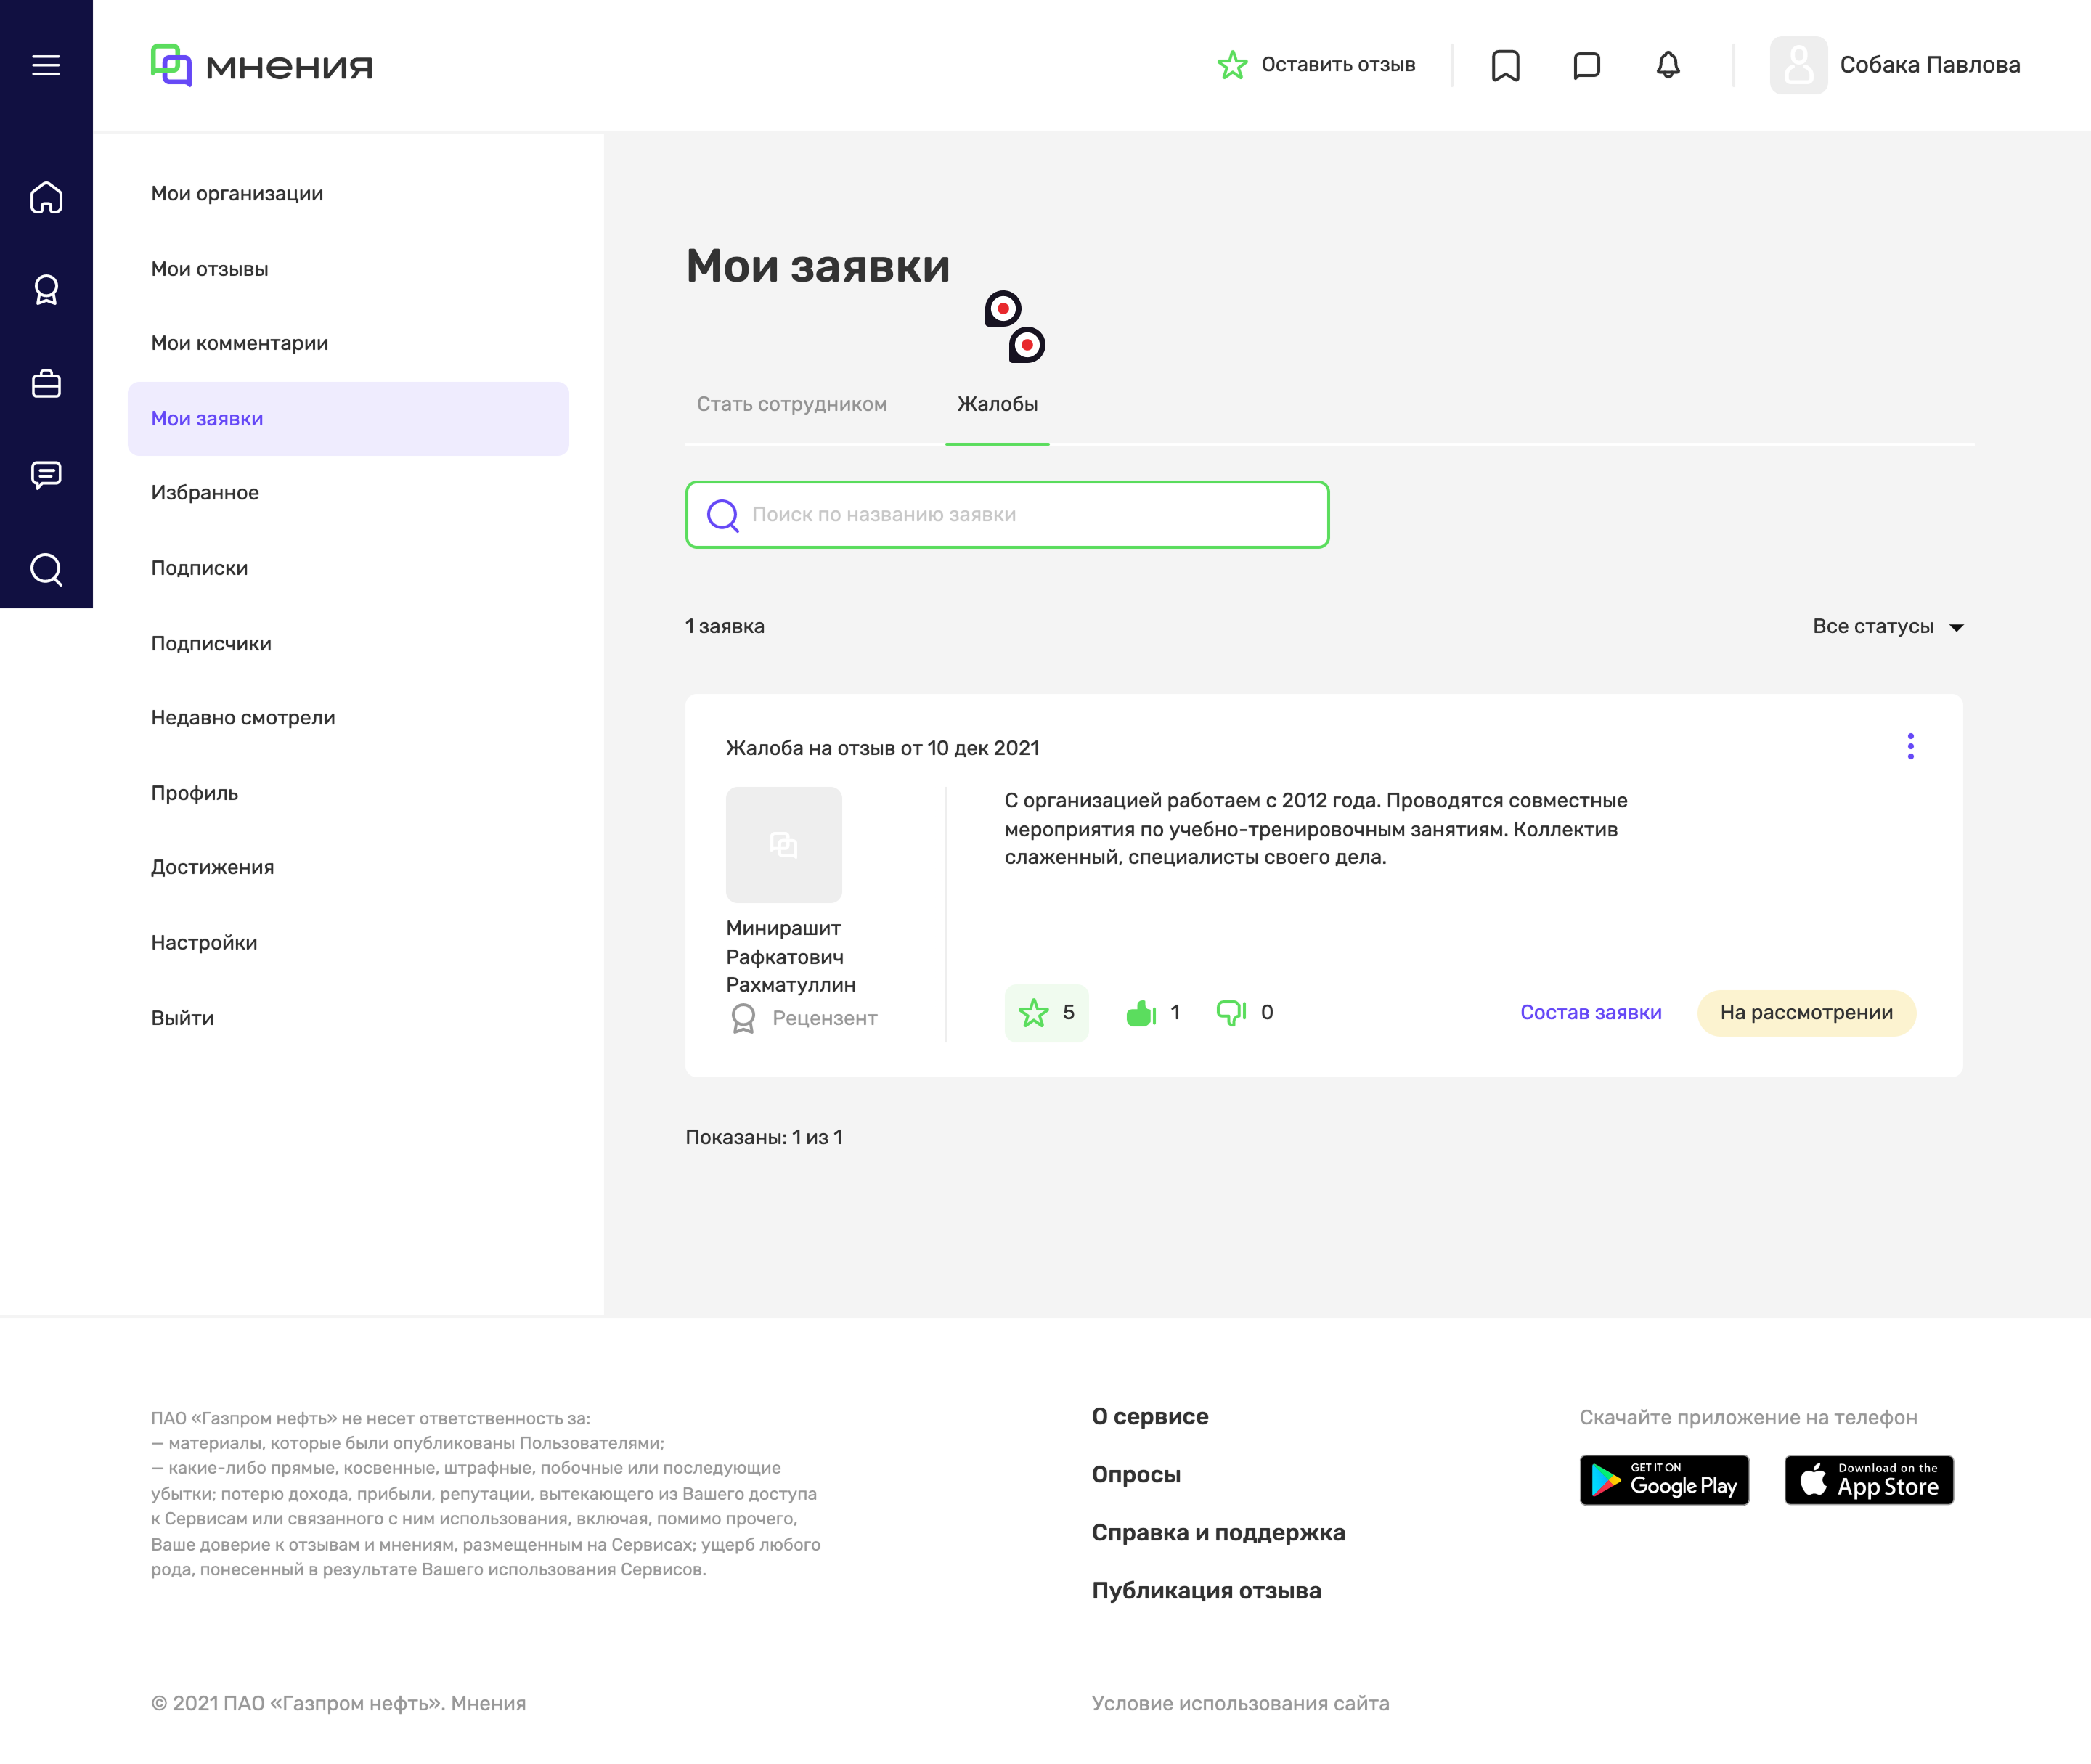 мнения
Оставить отзыв
Собака Павлова
Мои организации
Мои отзывы
Мои комментарии
Мои заявки
Избранное
Подписки
Подписчики
Недавно смотрели
Профиль
Достижения
Настройки
Выйти
Мои заявки
Стать сотрудником
Жалобы
Поиск по названию заявки
1 заявка
Все статусы
Жалоба на отзыв от 10 дек 2021
Минирашит
Рафкатович
Рахматуллин
Рецензент
С организацией работаем с 2012 года. Проводятся совместные
мероприятия по учебно-тренировочным занятиям. Коллектив
слаженный, специалисты своего дела.
5
1
0
Состав заявки
На рассмотрении
Показаны: 1 из 1
ПАО «Газпром нефть» не несет ответственность за:
— материалы, которые были опубликованы Пользователями;
— какие-либо прямые, косвенные, штрафные, побочные или последующие
убытки; потерю дохода, прибыли, репутации, вытекающего из Вашего доступа
к Сервисам или связанного с ним использования, включая, помимо прочего,
Ваше доверие к отзывам и мнениям, размещенным на Сервисах; ущерб любого
рода, понесенный в результате Вашего использования Сервисов.
О сервисе
Опросы
Справка и поддержка
Публикация отзыва
Скачайте приложение на телефон
GET IT ON
Google Play
Download on the
App Store
© 2021 ПАО «Газпром нефть». Мнения
Условие использования сайта